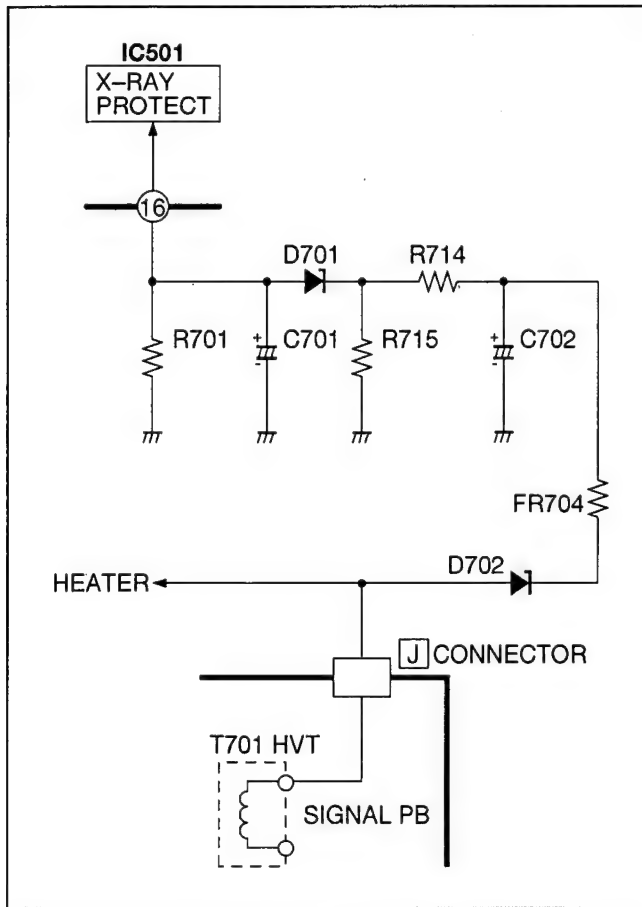 IC501
X-RAY
PROTECT
16
D701
R714
R701
+
-
C701
R715
+
-
C702
FR704
D702
HEATER
J CONNECTOR
T701 HVT
SIGNAL PB